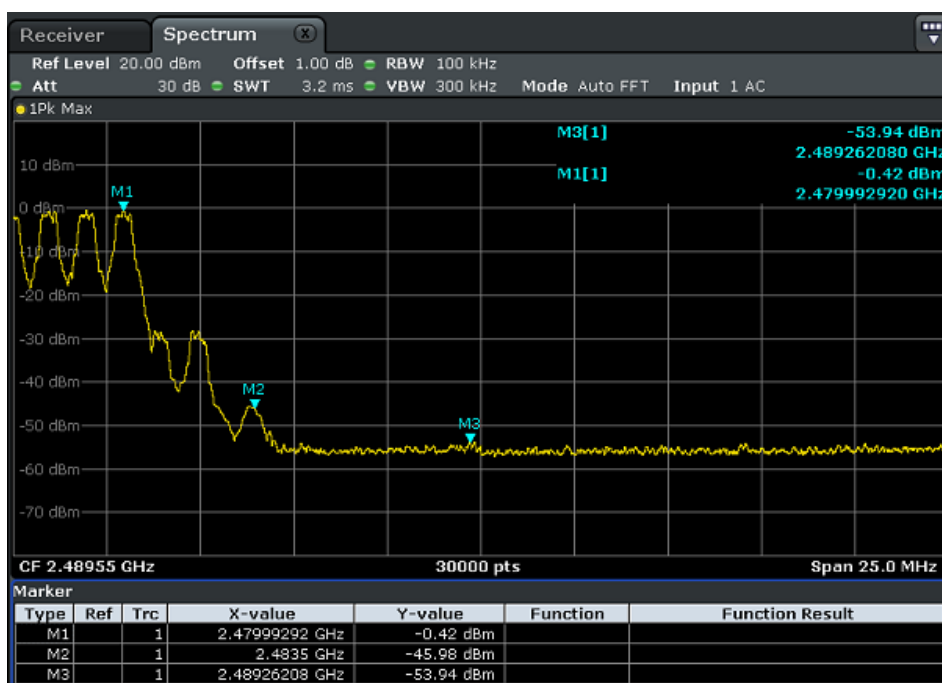 Receiver Spectrum X
Ref Level 20.00 dBm Offset 1.00 dB RBW 100 kHz
Att 30 dB SWT 3.2 ms VBW 300 kHz Mode Auto FFT Input 1 AC
1Pk Max
M3[1] -53.94 dBm
2.489262080 GHz
10 dBm
M1[1] -0.42 dBm
2.479992920 GHz
M1
0 dBm
-10 dBm
-20 dBm
-30 dBm
-40 dBm
M2
-50 dBm
M3
-60 dBm
-70 dBm
CF 2.48955 GHz 30000 pts Span 25.0 MHz
Marker
Type Ref Trc X-value Y-value Function Function Result
M1 1 2.47999292 GHz -0.42 dBm
M2 1 2.4835 GHz -45.98 dBm
M3 1 2.48926208 GHz -53.94 dBm